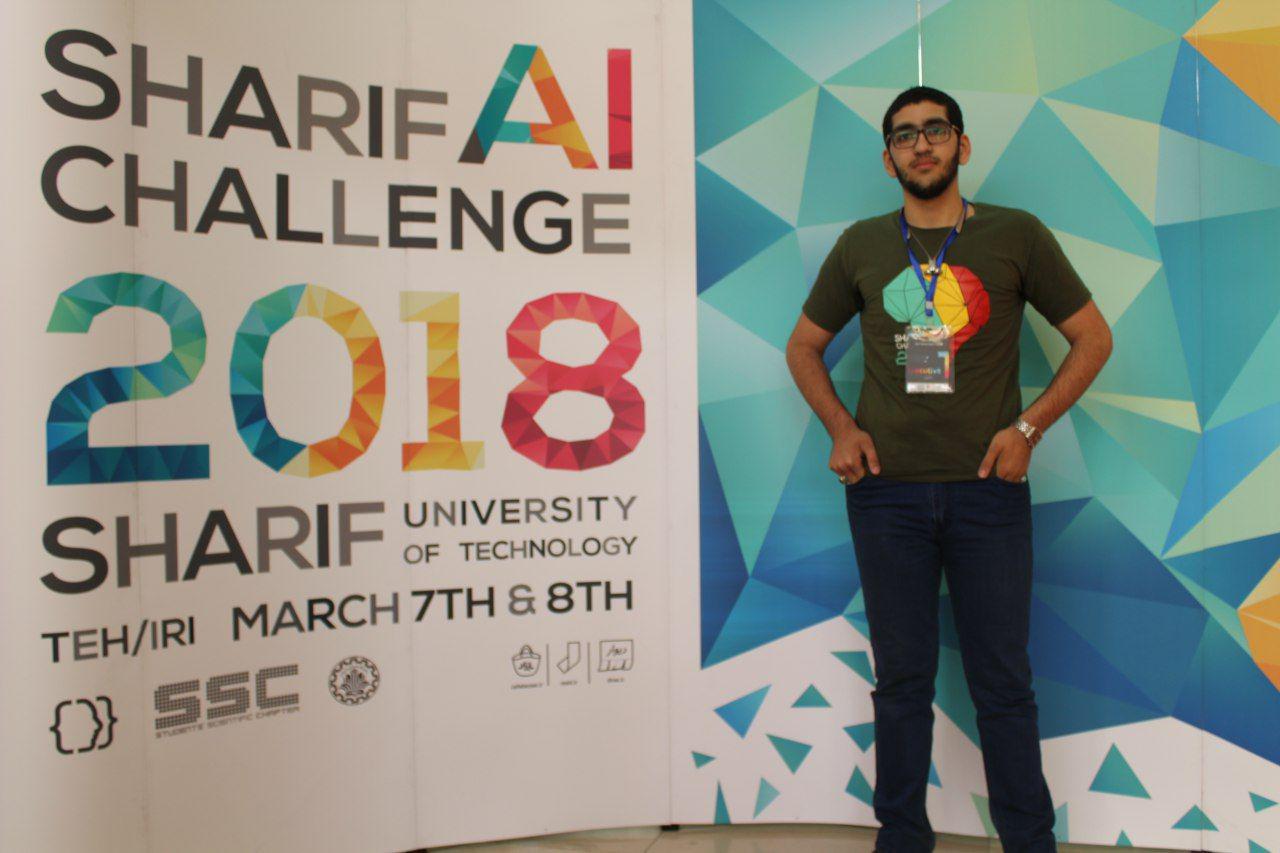 SHARIF AI
CHALLENGE
2018
SHARIF UNIVERSITY
OF TECHNOLOGY
TEH/IRI MARCH 7TH & 8TH
SSC
STUDENTS SCIENTIFIC CHAPTER